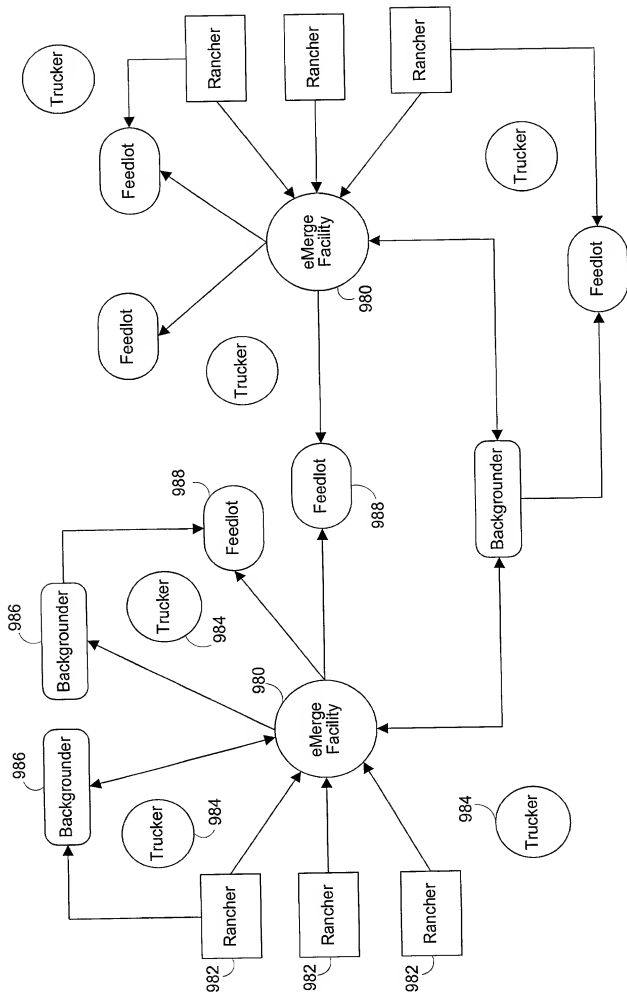 986
Backgrounder
986
Backgrounder
Feedlot
Feedlot
Trucker
988
984
Trucker
984
Trucker
Feedlot
Trucker
982
Rancher
980
eMerge
Facility
Feedlot
988
980
eMerge
Facility
Rancher
982
Rancher
Rancher
982
Rancher
Rancher
984
Trucker
Backgrounder
Trucker
Feedlot